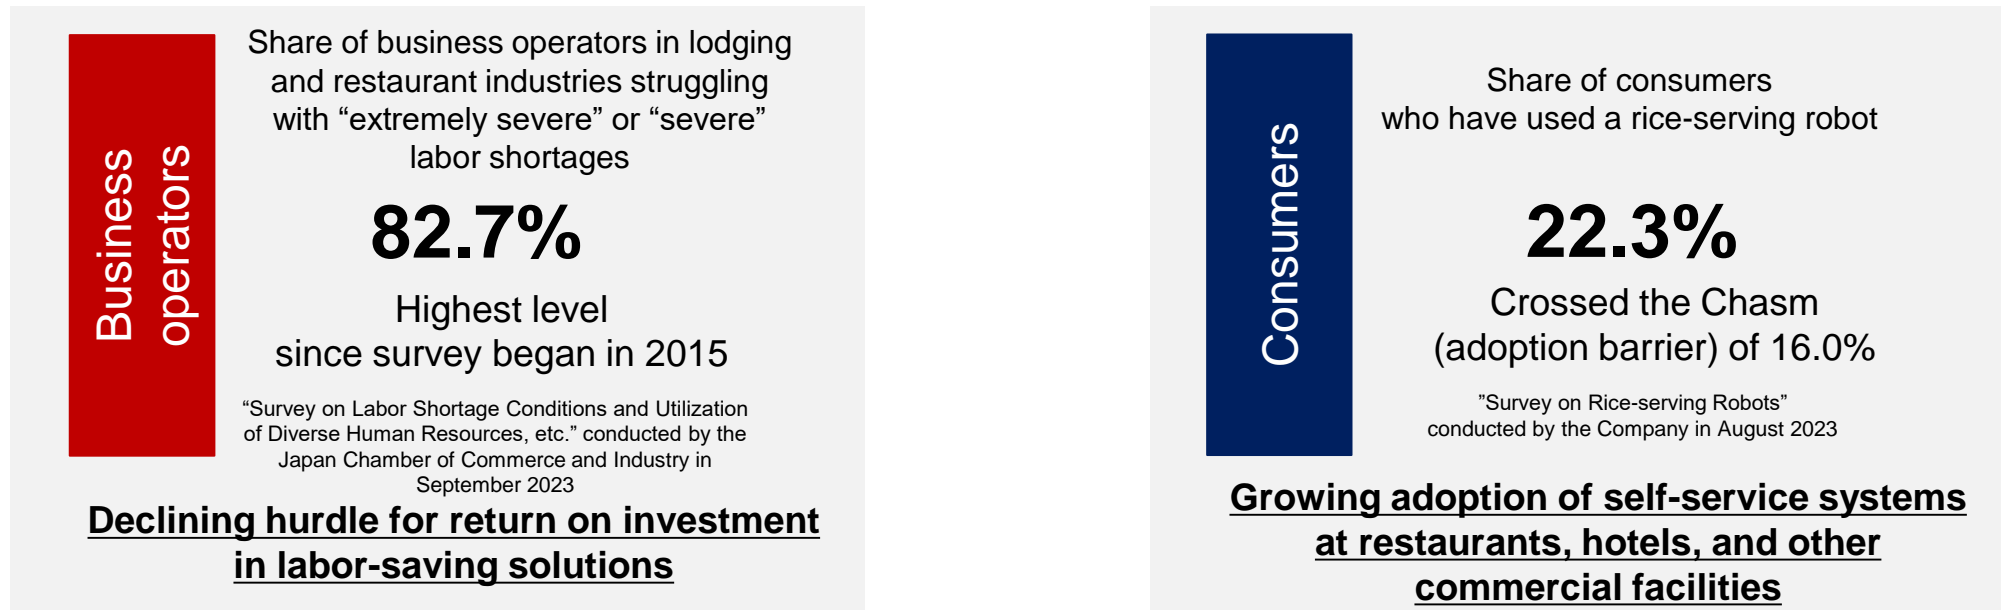 Business
operators
Share of business operators in lodging
and restaurant industries struggling
with “extremely severe” or “severe”
labor shortages
82.7%
Highest level
since survey began in 2015
“Survey on Labor Shortage Conditions and Utilization
of Diverse Human Resources, etc.” conducted by the
Japan Chamber of Commerce and Industry in
September 2023
Declining hurdle for return on investment
in labor-saving solutions
Consumers
Share of consumers
who have used a rice-serving robot
22.3%
Crossed the Chasm
(adoption barrier) of 16.0%
”Survey on Rice-serving Robots”
conducted by the Company in August 2023
Growing adoption of self-service systems
at restaurants, hotels, and other
commercial facilities